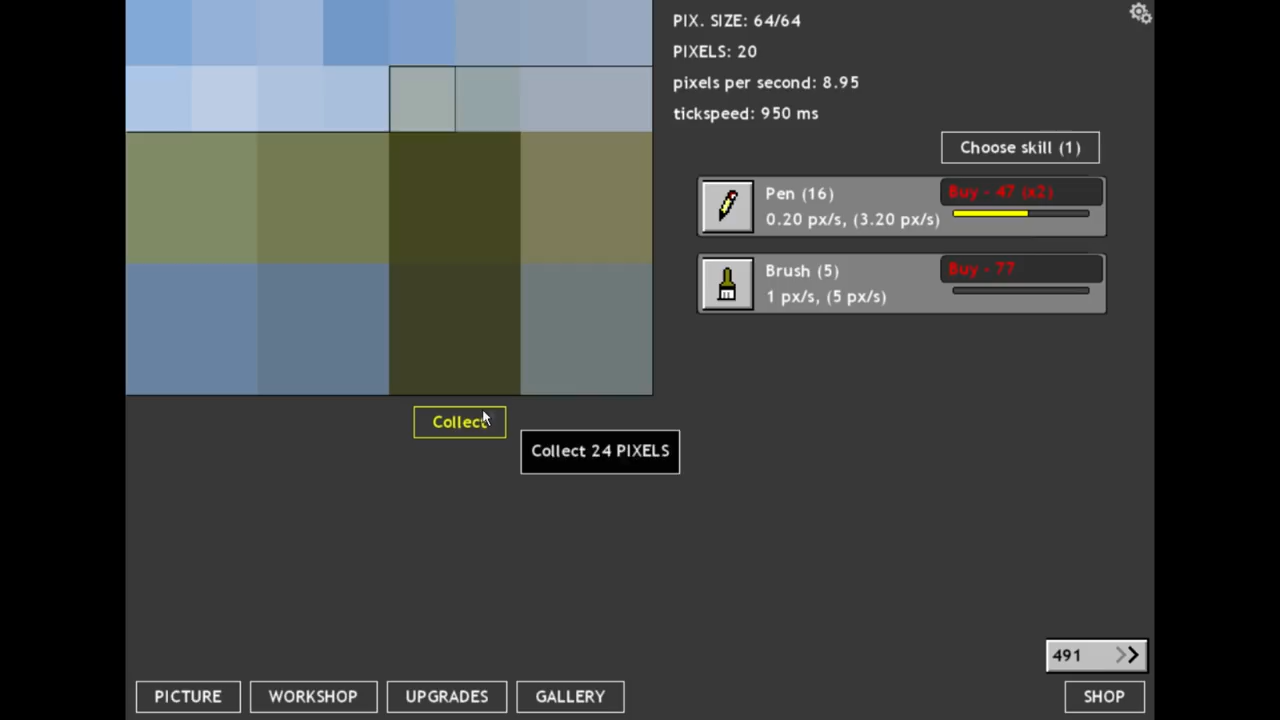 PIX. SIZE: 64/64
PIXELS: 20
pixels per second: 8.95
tickspeed: 950 ms
Choose skill (1)
Pen (16)
Buy - 47 (x2)
0.20 px/s, (3.20 px/s)
Brush (5)
Buy - 77
1 px/s, (5 px/s)
Collect
Collect 24 PIXELS
491
PICTURE
WORKSHOP
UPGRADES
GALLERY
SHOP